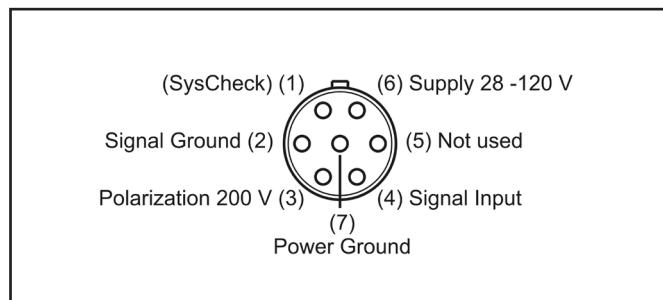 (SysCheck) (1) (6) Supply 28 -120 V
Signal Ground (2) (5) Not used
Polarization 200 V (3) (4) Signal Input
(7)
Power Ground